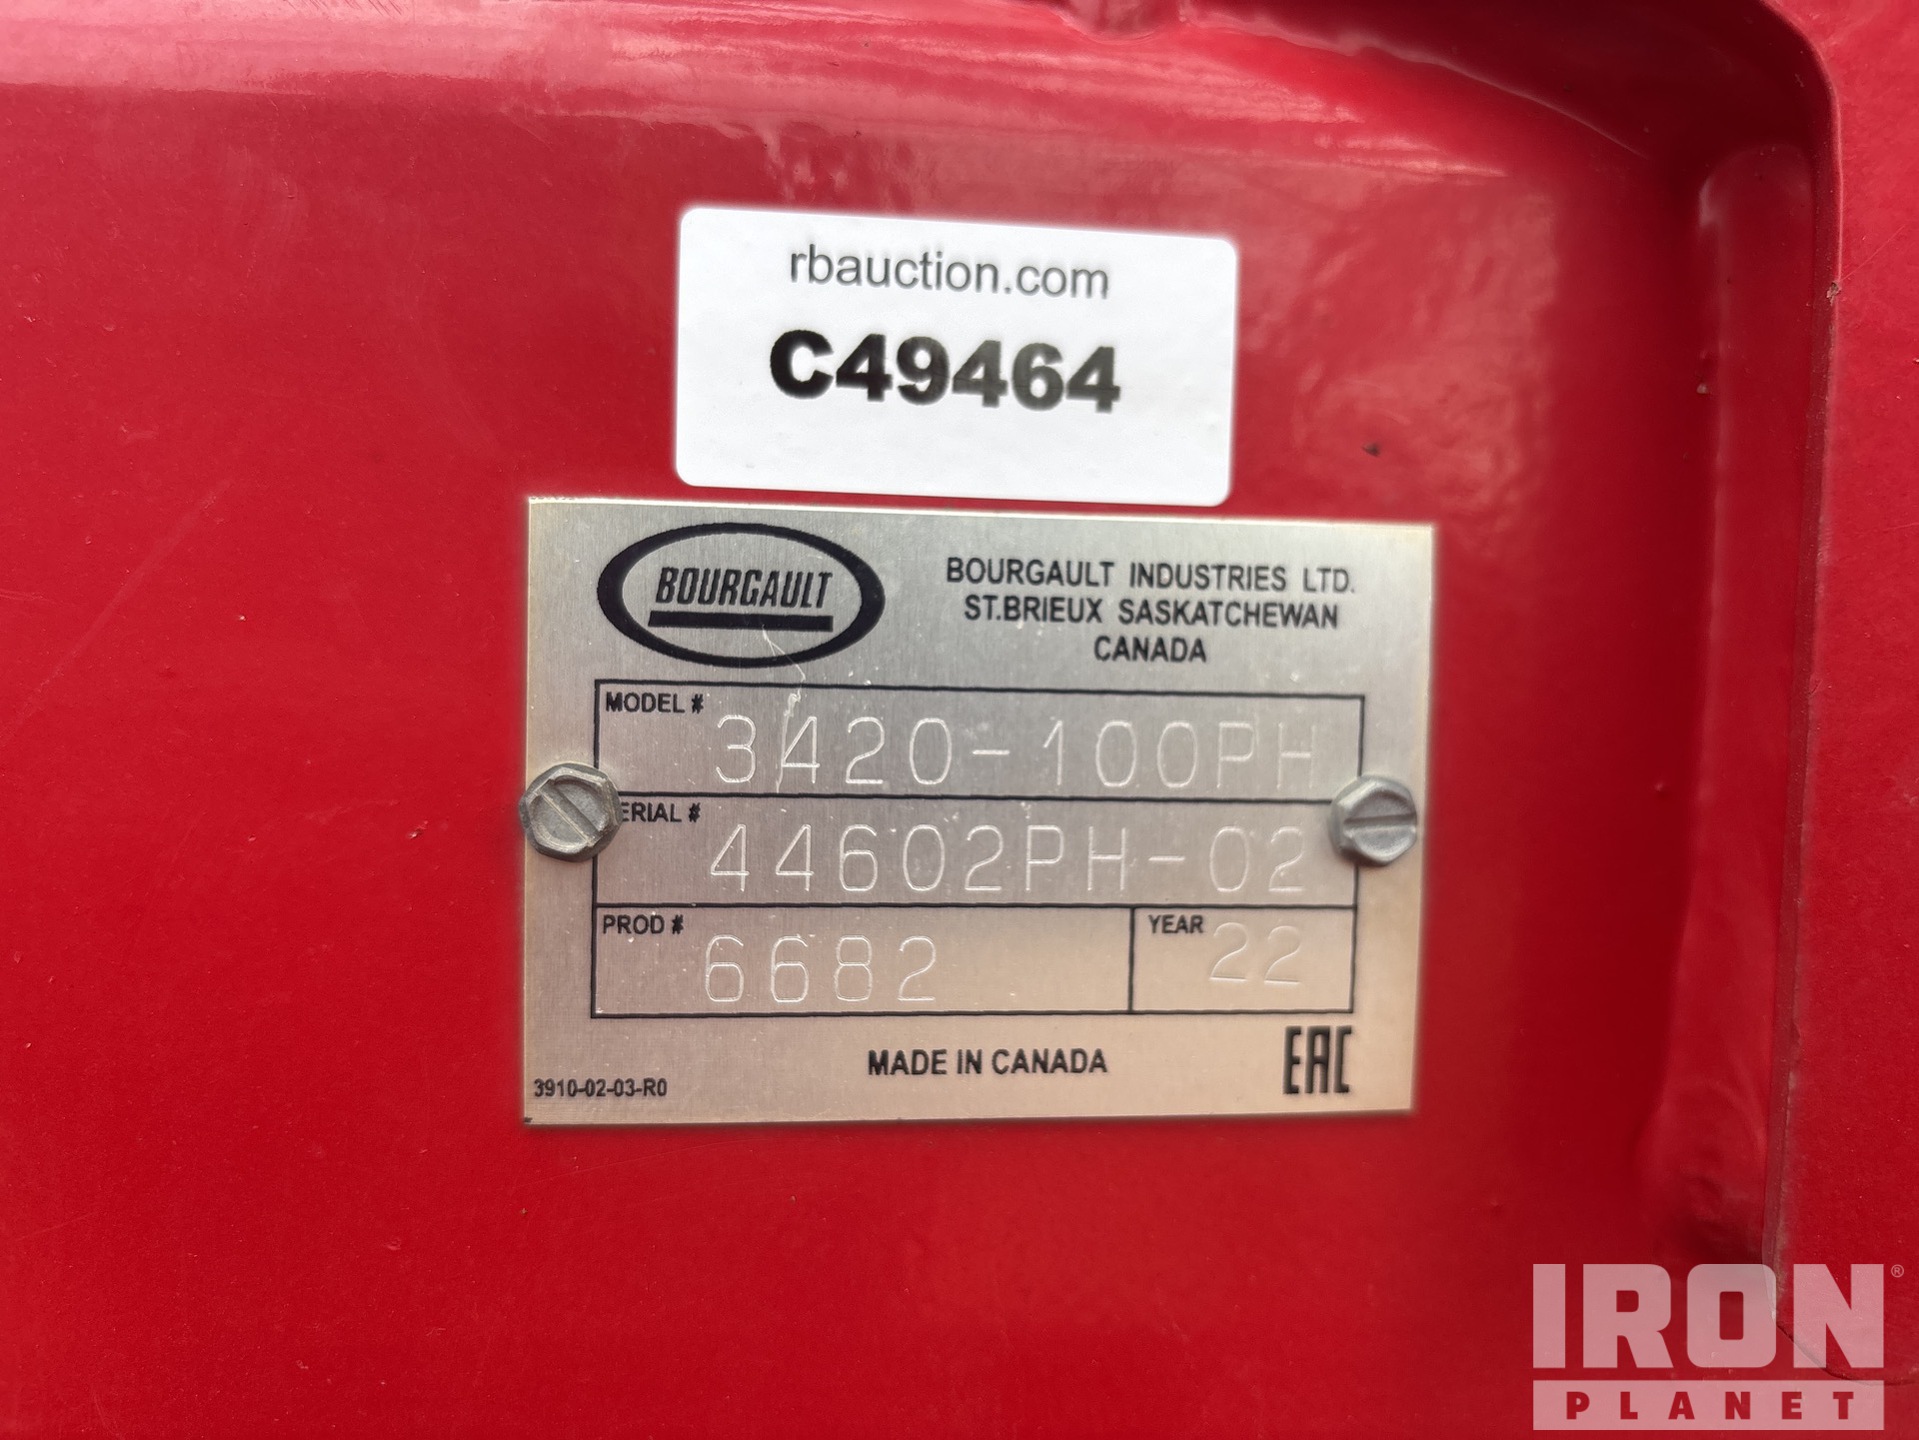 rbauction.com
C49464
BOURGAULT
BOURGAULT INDUSTRIES LTD.
ST.BRIEUX SASKATCHEWAN
CANADA
MODEL # 3420-100PH
ERIAL # 44602PH-02
PROD # 6682 YEAR 22
MADE IN CANADA
EAC
3910-02-03-R0
IRON®
PLANET